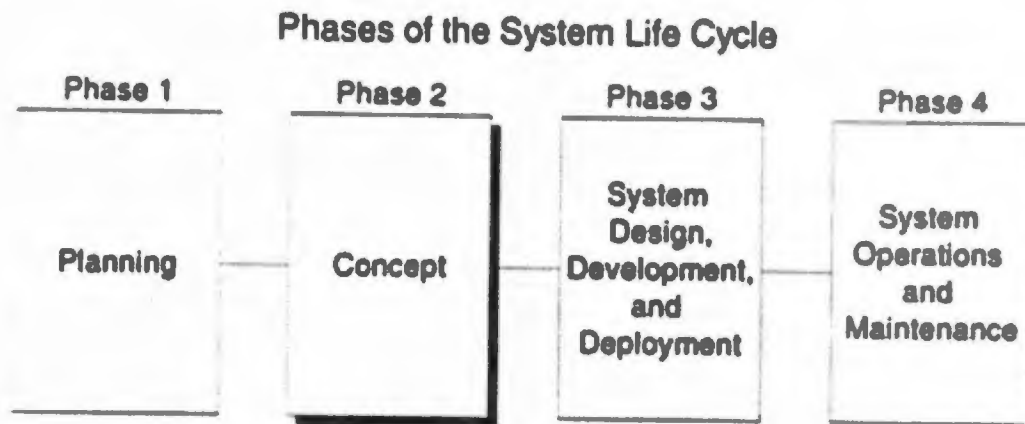 Phases of the System Life Cycle
Phase 1
Phase 2
Phase 3
Phase 4
Planning
Concept
System
Design,
Development,
and
Deployment
System
Operations
and
Maintenance